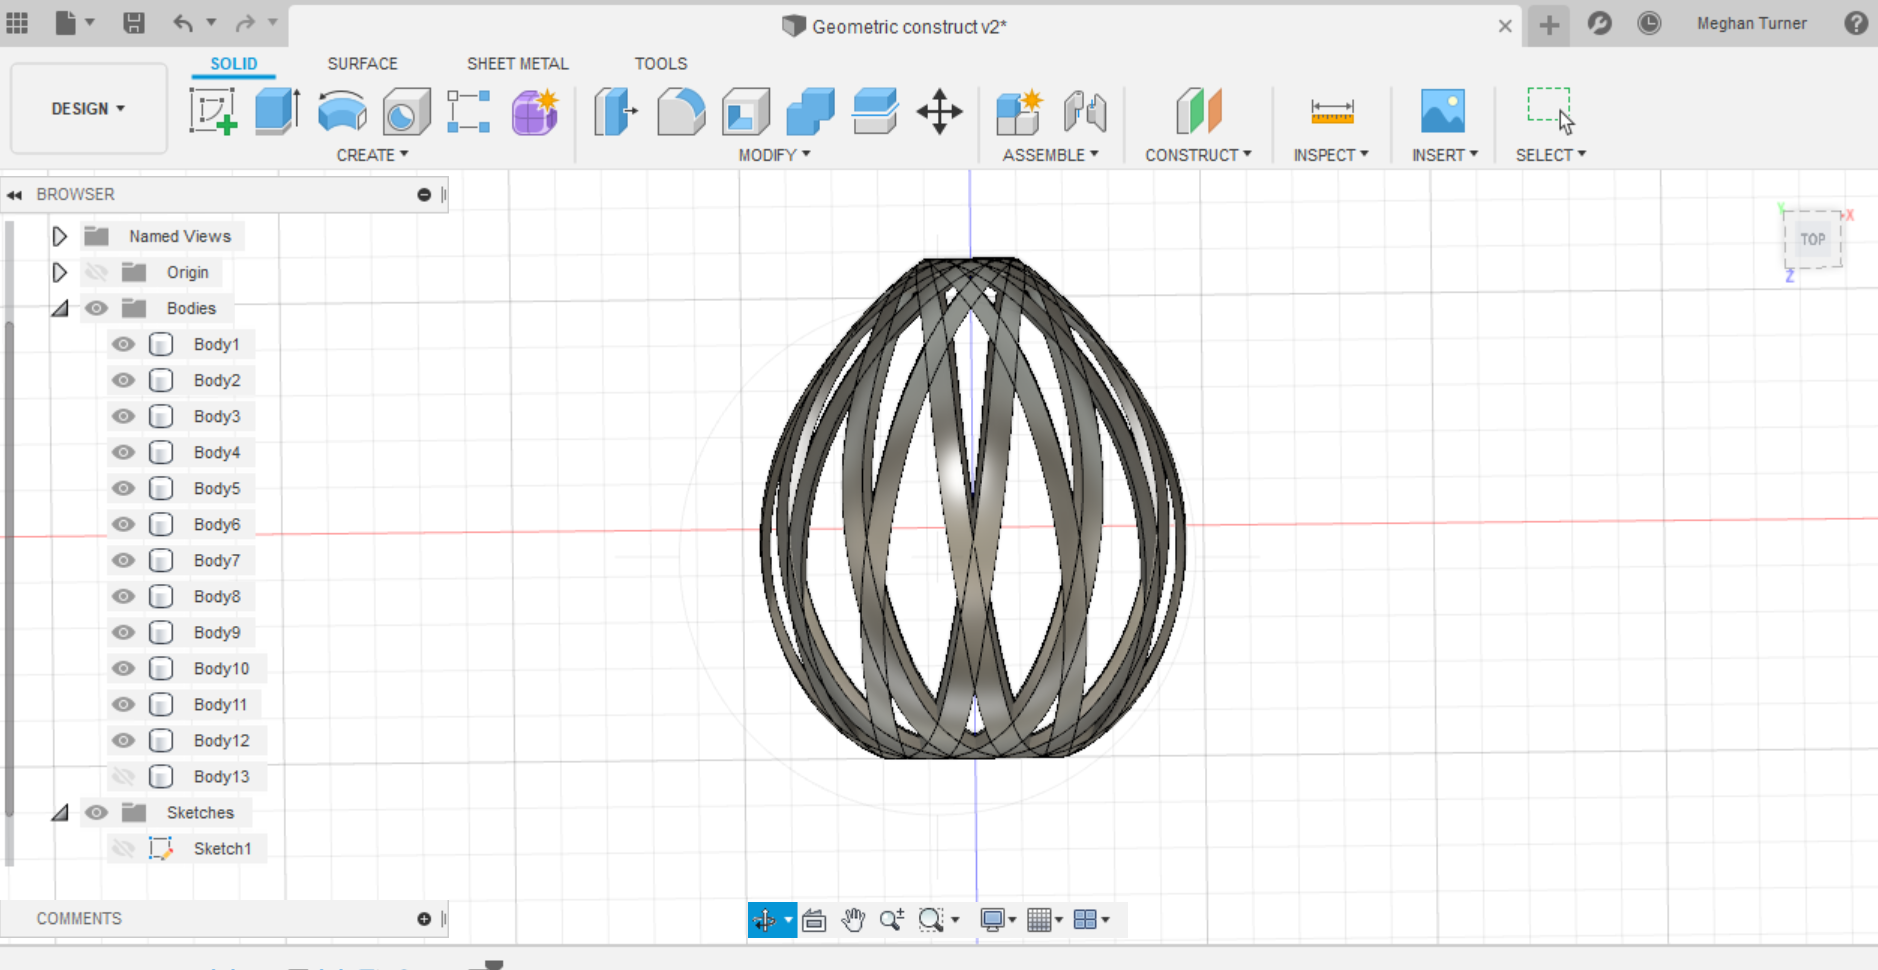 Geometric construct v2*
Meghan Turner
SOLID SURFACE SHEET METAL TOOLS
DESIGN
CREATE MODIFY ASSEMBLE CONSTRUCT INSPECT INSERT SELECT
BROWSER
Named Views
Origin
Bodies
Body1
Body2
Body3
Body4
Body5
Body6
Body7
Body8
Body9
Body10
Body11
Body12
Body13
Sketches
Sketch1
Y
X
TOP
Z
COMMENTS